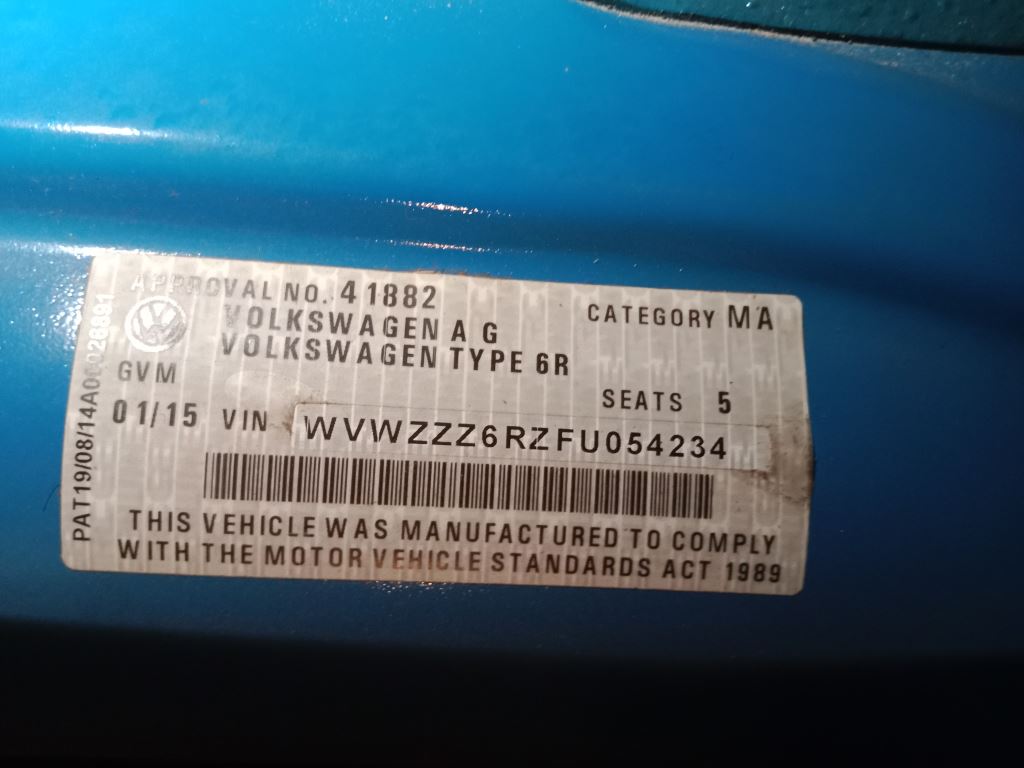 APPROVAL NO. 41882
CATEGORY MA
VOLKSWAGEN A G
VOLKSWAGEN TYPE 6R
GVM
SEATS 5
01/15 VIN WVWZZZ6RZFU054234
THIS VEHICLE WAS MANUFACTURED TO COMPLY
WITH THE MOTOR VEHICLE STANDARDS ACT 1989